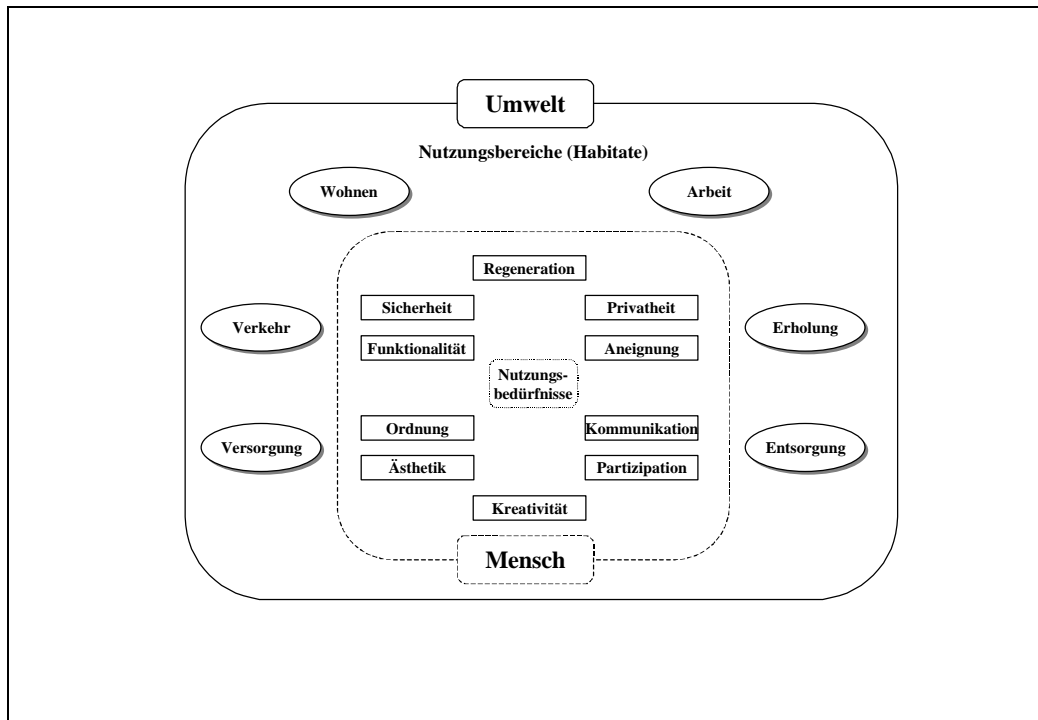 Umwelt
Nutzungsbereiche (Habitate)
Wohnen
Arbeit
Regeneration
Sicherheit
Privatheit
Verkehr
Erholung
Funktionalität
Aneignung
Nutzungs-
bedürfnisse
Ordnung
Kommunikation
Versorgung
Entsorgung
Ästhetik
Partizipation
Kreativität
Mensch